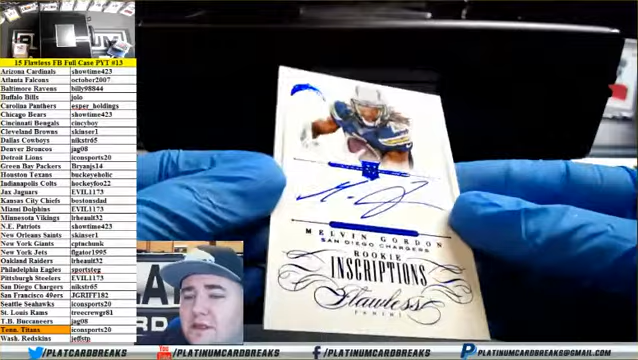 15 Flawless FB Full Case PYT #13
Arizona Cardinals showtime423
Atlanta Falcons october2007
Baltimore Ravens billy98844
Buffalo Bills jolo
Carolina Panthers esper_holdings
Chicago Bears showtime423
Cincinnati Bengals cincyboy
Cleveland Browns skinser1
Dallas Cowboys nikstr65
Denver Broncos jag08
Detroit Lions iconsports20
Green Bay Packers Bryanjs14
Houston Texans buckeyeholic
Indianapolis Colts hockeyfool22
Jax Jaguars EVIL1173
Kansas City Chiefs bostonsdad
Miami Dolphins EVIL1173
Minnesota Vikings lrheault32
N.E. Patriots showtime423
New Orleans Saints skinser1
New York Giants
New York Jets flgator1995
Oakland Raiders lrheault32
Philadelphia Eagles sportsteg
Pittsburgh Steelers EVIL1173
San Diego Chargers nikstr65
San Francisco 49ers JGRIFF182
Seattle Seahawks iconsports20
St. Louis Rams treecrewgr81
T.B. Buccaneers jag08
Tenn. Titans iconsports20
Wash. Redskins jeffstp
MELVIN GORDON
SAN DIEGO CHARGERS
ROOKIE
INSCRIPTIONS
Flawless
PANINI
/PLATCARDBREAKS
/PLATINUMCARDBREAKS
/PLATINUMCARDBREAKS